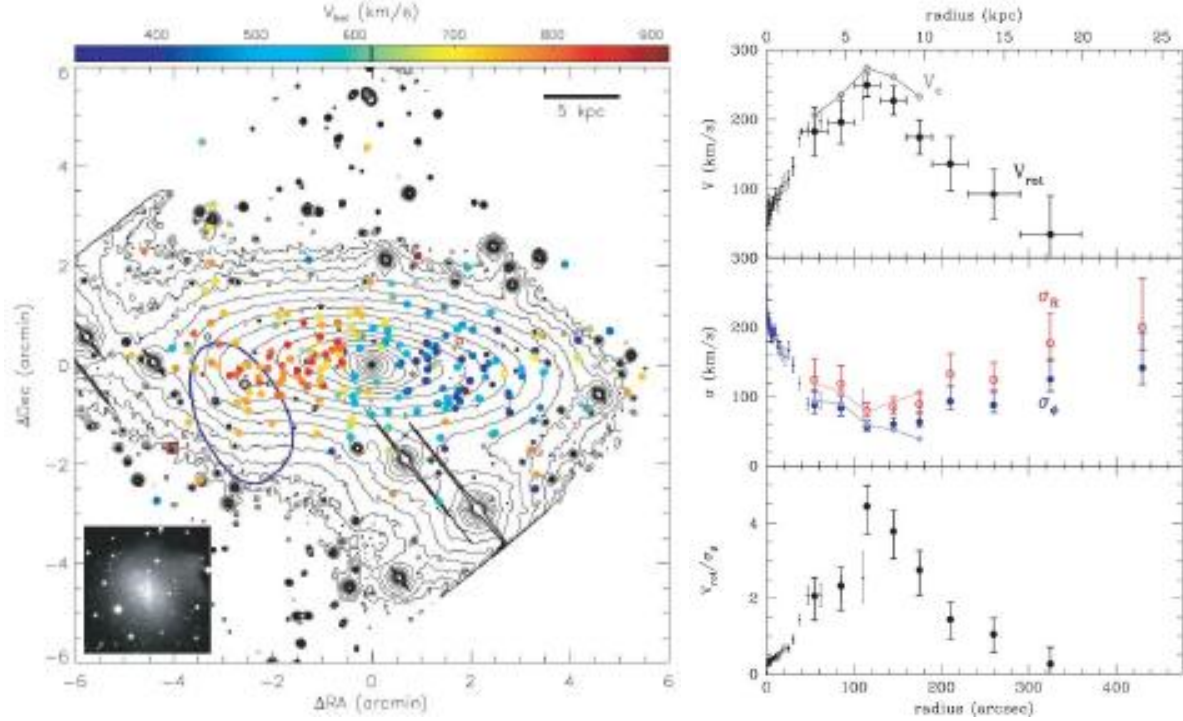 V_hel (km/s)
400 500 600 700 800 900
6
4
2
0
−2
−4
−6
ΔDec (arcmin)
5 kpc
−6 −4 −2 0 2 4 6
ΔRA (arcmin)
radius (kpc)
0 5 10 15 20 25
300
200
100
V (km/s)
V_c
V_rot
300
200
100
0
σ (km/s)
σ_R
σ_φ
4
2
0
V_rot/σ_φ
0 100 200 300 400
radius (arcsec)